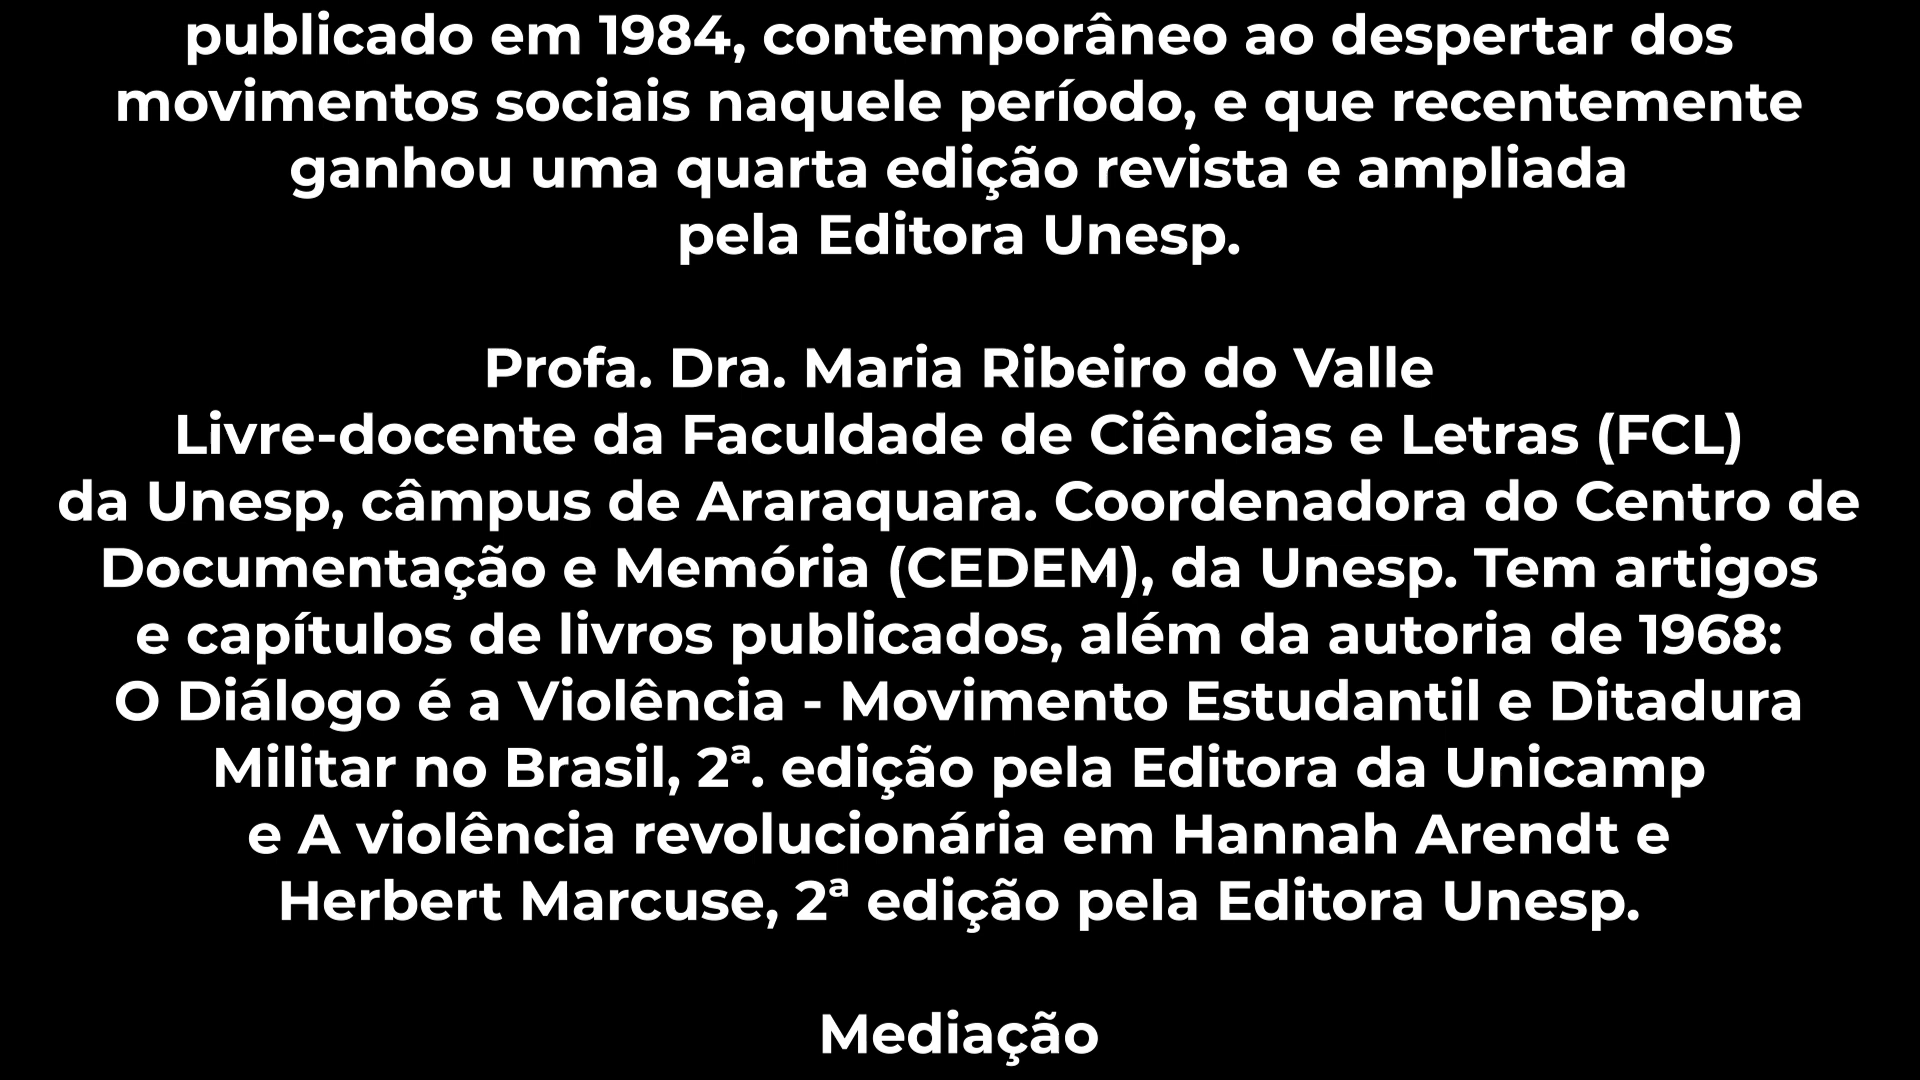 publicado em 1984, contemporâneo ao despertar dos
movimentos sociais naquele período, e que recentemente
ganhou uma quarta edição revista e ampliada
pela Editora Unesp.
Profa. Dra. Maria Ribeiro do Valle
Livre-docente da Faculdade de Ciências e Letras (FCL)
da Unesp, câmpus de Araraquara. Coordenadora do Centro de
Documentação e Memória (CEDEM), da Unesp. Tem artigos
e capítulos de livros publicados, além da autoria de 1968:
O Diálogo é a Violência - Movimento Estudantil e Ditadura
Militar no Brasil, 2ª. edição pela Editora da Unicamp
e A violência revolucionária em Hannah Arendt e
Herbert Marcuse, 2ª edição pela Editora Unesp.
Mediação